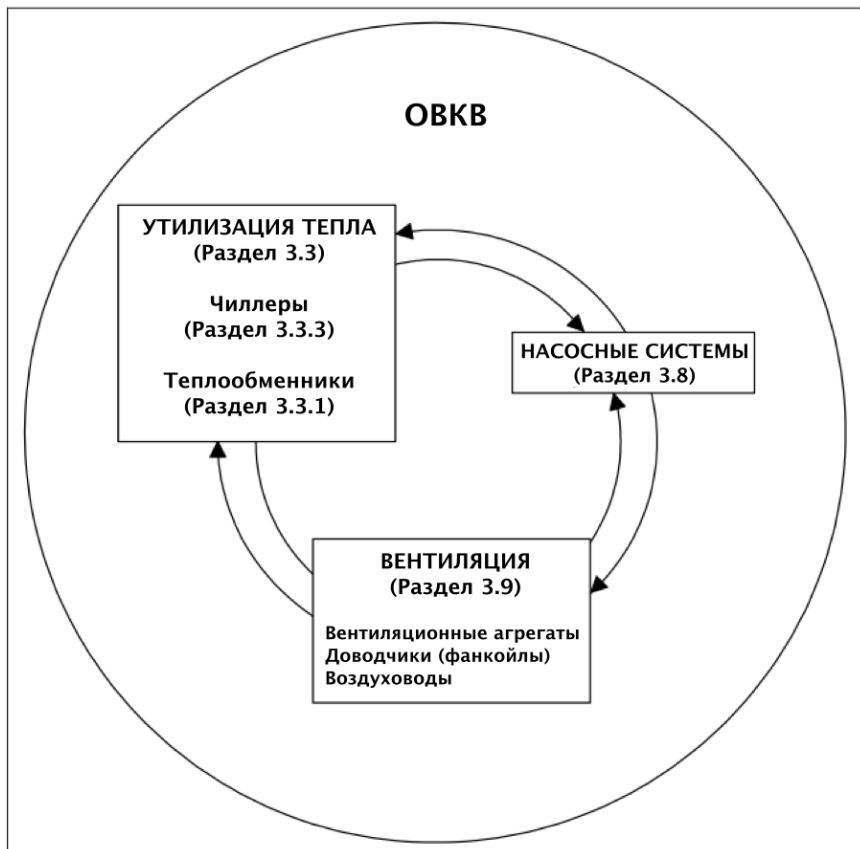 ОВКВ
УТИЛИЗАЦИЯ ТЕПЛА
(Раздел 3.3)
Чиллеры
(Раздел 3.3.3)
Теплообменники
(Раздел 3.3.1)
НАСОСНЫЕ СИСТЕМЫ
(Раздел 3.8)
ВЕНТИЛЯЦИЯ
(Раздел 3.9)
Вентиляционные агрегаты
Доводчики (фанкойлы)
Воздуховоды